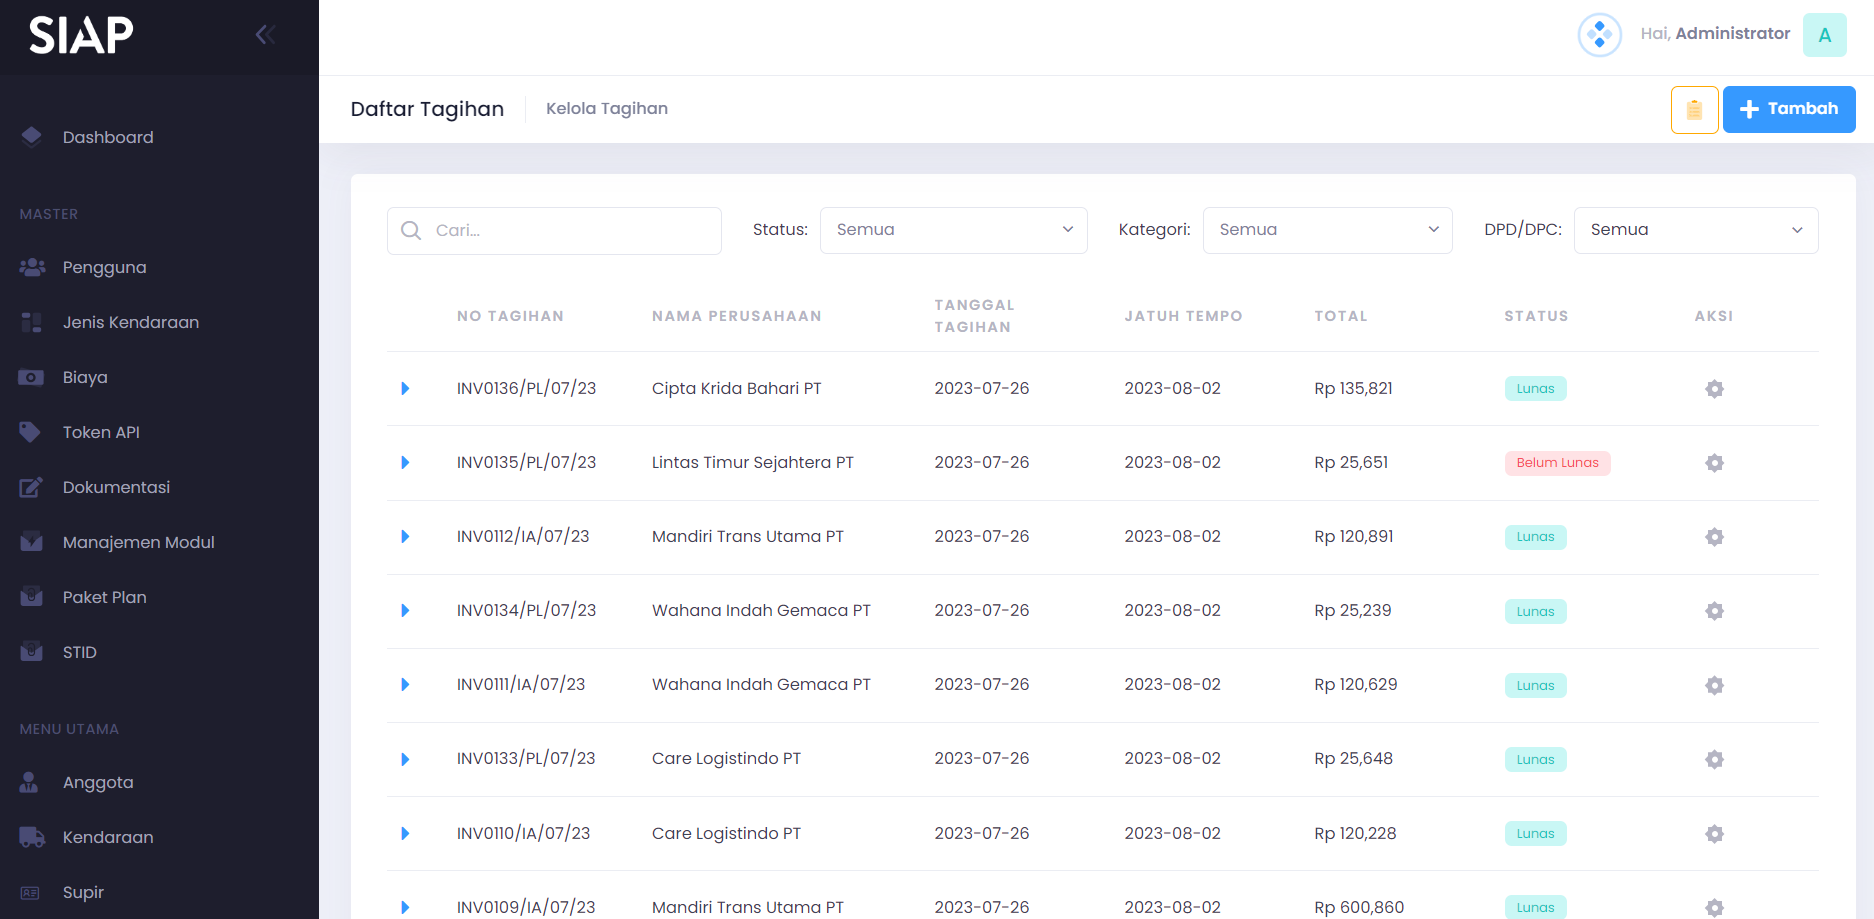 SIAP
Hai, Administrator
A
Daftar Tagihan
Kelola Tagihan
Tambah
Dashboard
MASTER
Pengguna
Jenis Kendaraan
Biaya
Token API
Dokumentasi
Manajemen Modul
Paket Plan
STID
MENU UTAMA
Anggota
Kendaraan
Supir
Cari...
Status: Semua
Kategori: Semua
DPD/DPC: Semua
NO TAGIHAN NAMA PERUSAHAAN TANGGAL TAGIHAN JATUH TEMPO TOTAL STATUS AKSI
INV0136/PL/07/23 Cipta Krida Bahari PT 2023-07-26 2023-08-02 Rp 135,821 Lunas
INV0135/PL/07/23 Lintas Timur Sejahtera PT 2023-07-26 2023-08-02 Rp 25,651 Belum Lunas
INV0112/IA/07/23 Mandiri Trans Utama PT 2023-07-26 2023-08-02 Rp 120,891 Lunas
INV0134/PL/07/23 Wahana Indah Gemaca PT 2023-07-26 2023-08-02 Rp 25,239 Lunas
INV0111/IA/07/23 Wahana Indah Gemaca PT 2023-07-26 2023-08-02 Rp 120,629 Lunas
INV0133/PL/07/23 Care Logistindo PT 2023-07-26 2023-08-02 Rp 25,648 Lunas
INV0110/IA/07/23 Care Logistindo PT 2023-07-26 2023-08-02 Rp 120,228 Lunas
INV0109/IA/07/23 Mandiri Trans Utama PT 2023-07-26 2023-08-02 Rp 600,860 Lunas